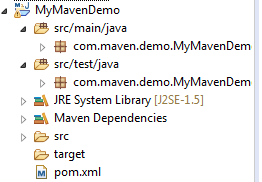 MyMavenDemo
src/main/java
com.maven.demo.MyMavenDem
src/test/java
com.maven.demo.MyMavenDem
JRE System Library [J2SE-1.5]
Maven Dependencies
src
target
pom.xml